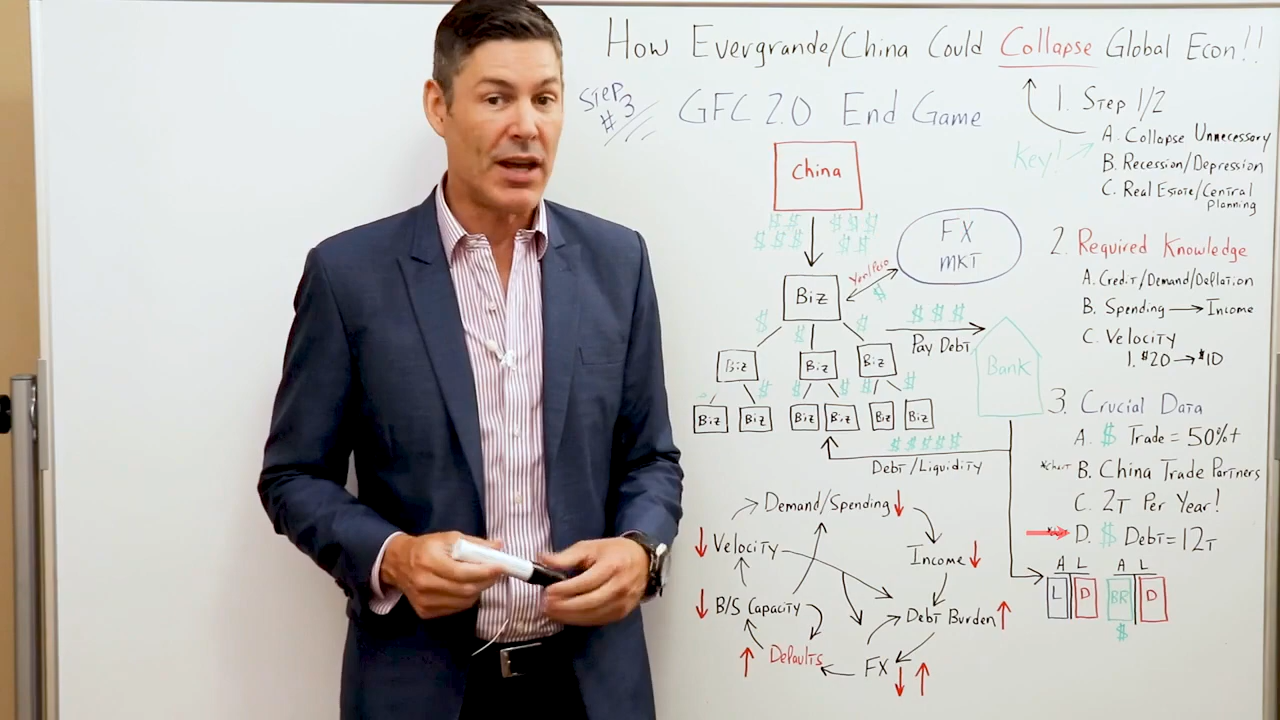 How Evergrande/China Could Collapse Global Econ!!
Step #3
GFC 2.0 End Game
China
$ $ $ $ $
$ $ $ $ $
Biz
FX
MKT
Yen/Peso
$
$ $ $
$ $ $
Pay Debt
Bank
Biz Biz Biz
$ $ $ $ $
Biz Biz Biz Biz Biz Biz
$ $ $ $ $
Debt/Liquidity
Demand/Spending
Velocity
Income
B/S Capacity
Debt Burden
Defaults
FX
1. Step 1/2
Key!
A. Collapse Unnecessary
B. Recession/Depression
C. Real Estate/Central
Planning
2. Required Knowledge
A. Credit/Demand/Deflation
B. Spending → Income
C. Velocity
1. $20 → $10
3. Crucial Data
A. $ Trade = 50%+
*chart B. China Trade Partners
C. 2T Per Year!
D. $ Debt = 12T
A L A L
L D BR D
$